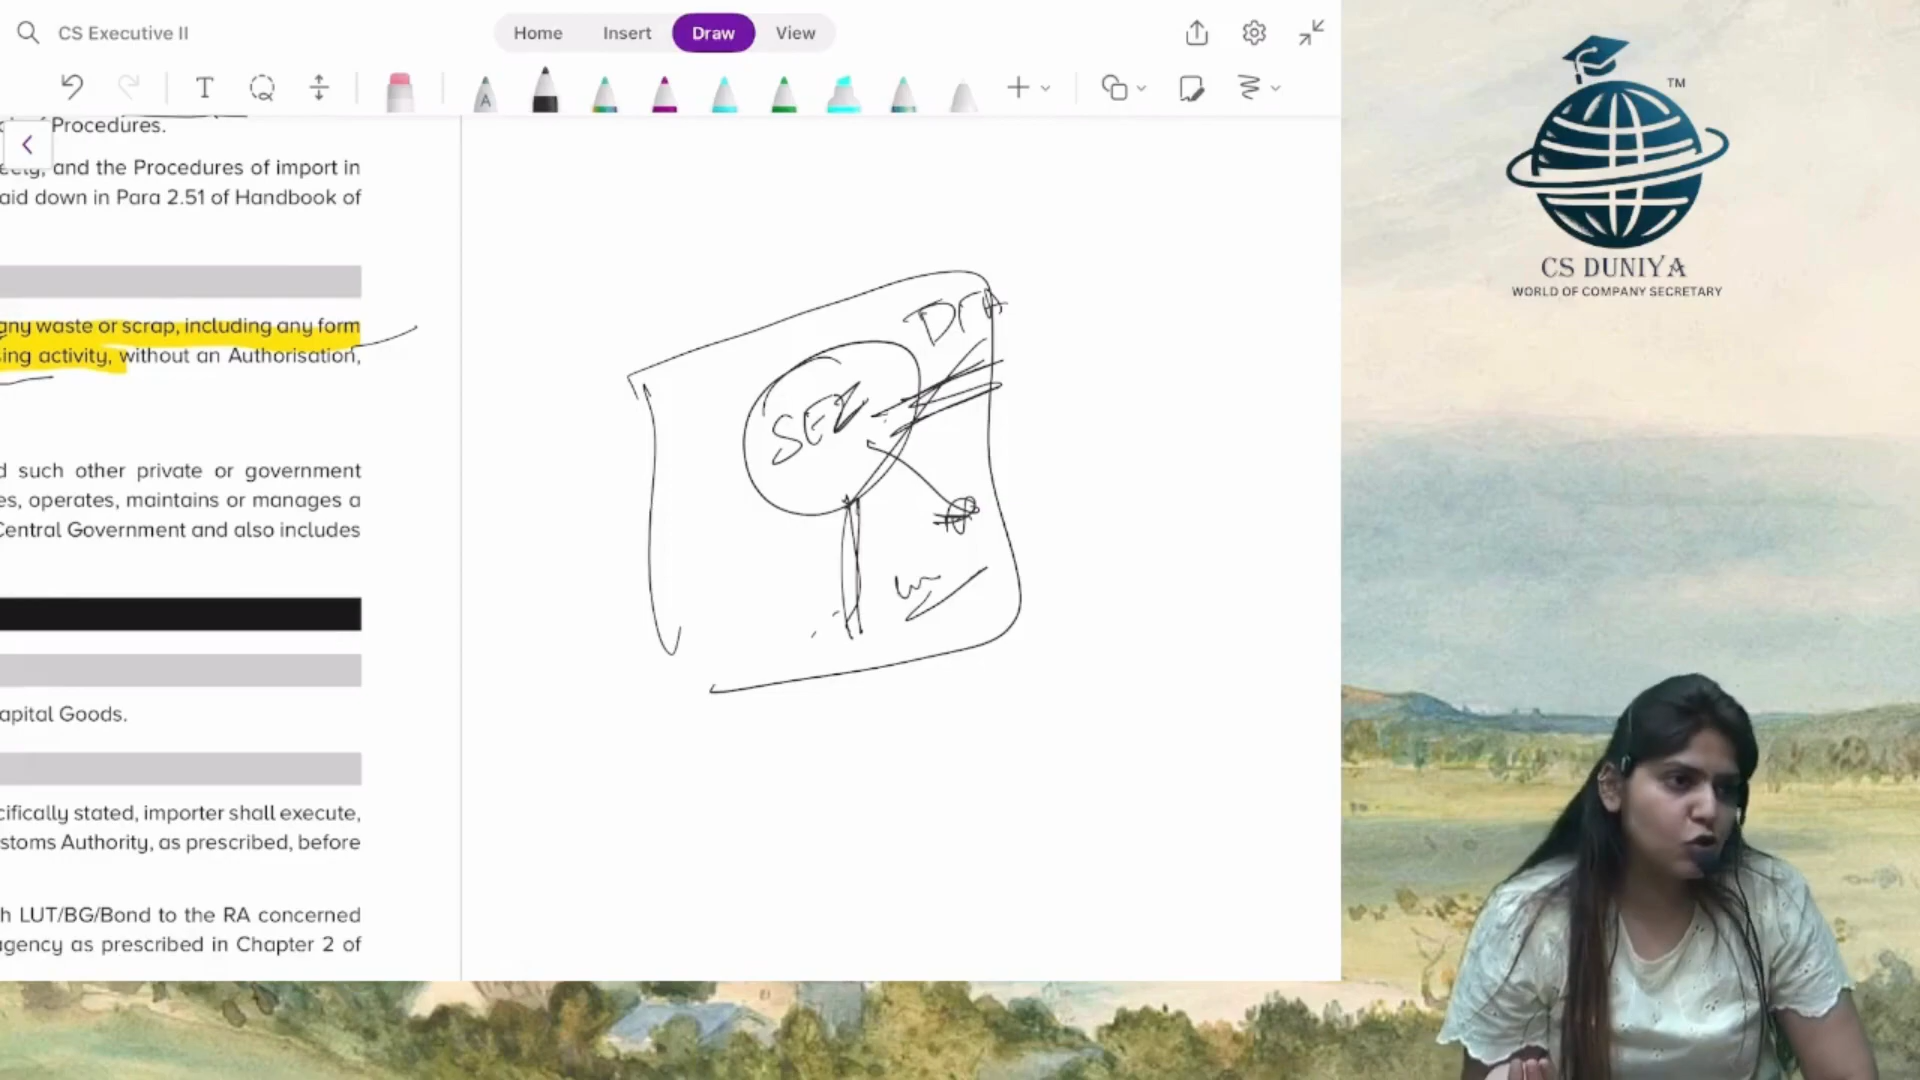 CS Executive II
Home
Insert
Draw
View
T
A
Procedures.
and the Procedures of import in
aid down in Para 2.51 of Handbook of
any waste or scrap, including any form
sing activity, without an Authorisation,
d such other private or government
es, operates, maintains or manages a
Central Government and also includes
apital Goods.
cifically stated, importer shall execute,
stoms Authority, as prescribed, before
h LUT/BG/Bond to the RA concerned
agency as prescribed in Chapter 2 of
DTA
SEZ
TM
CS DUNIYA
WORLD OF COMPANY SECRETARY